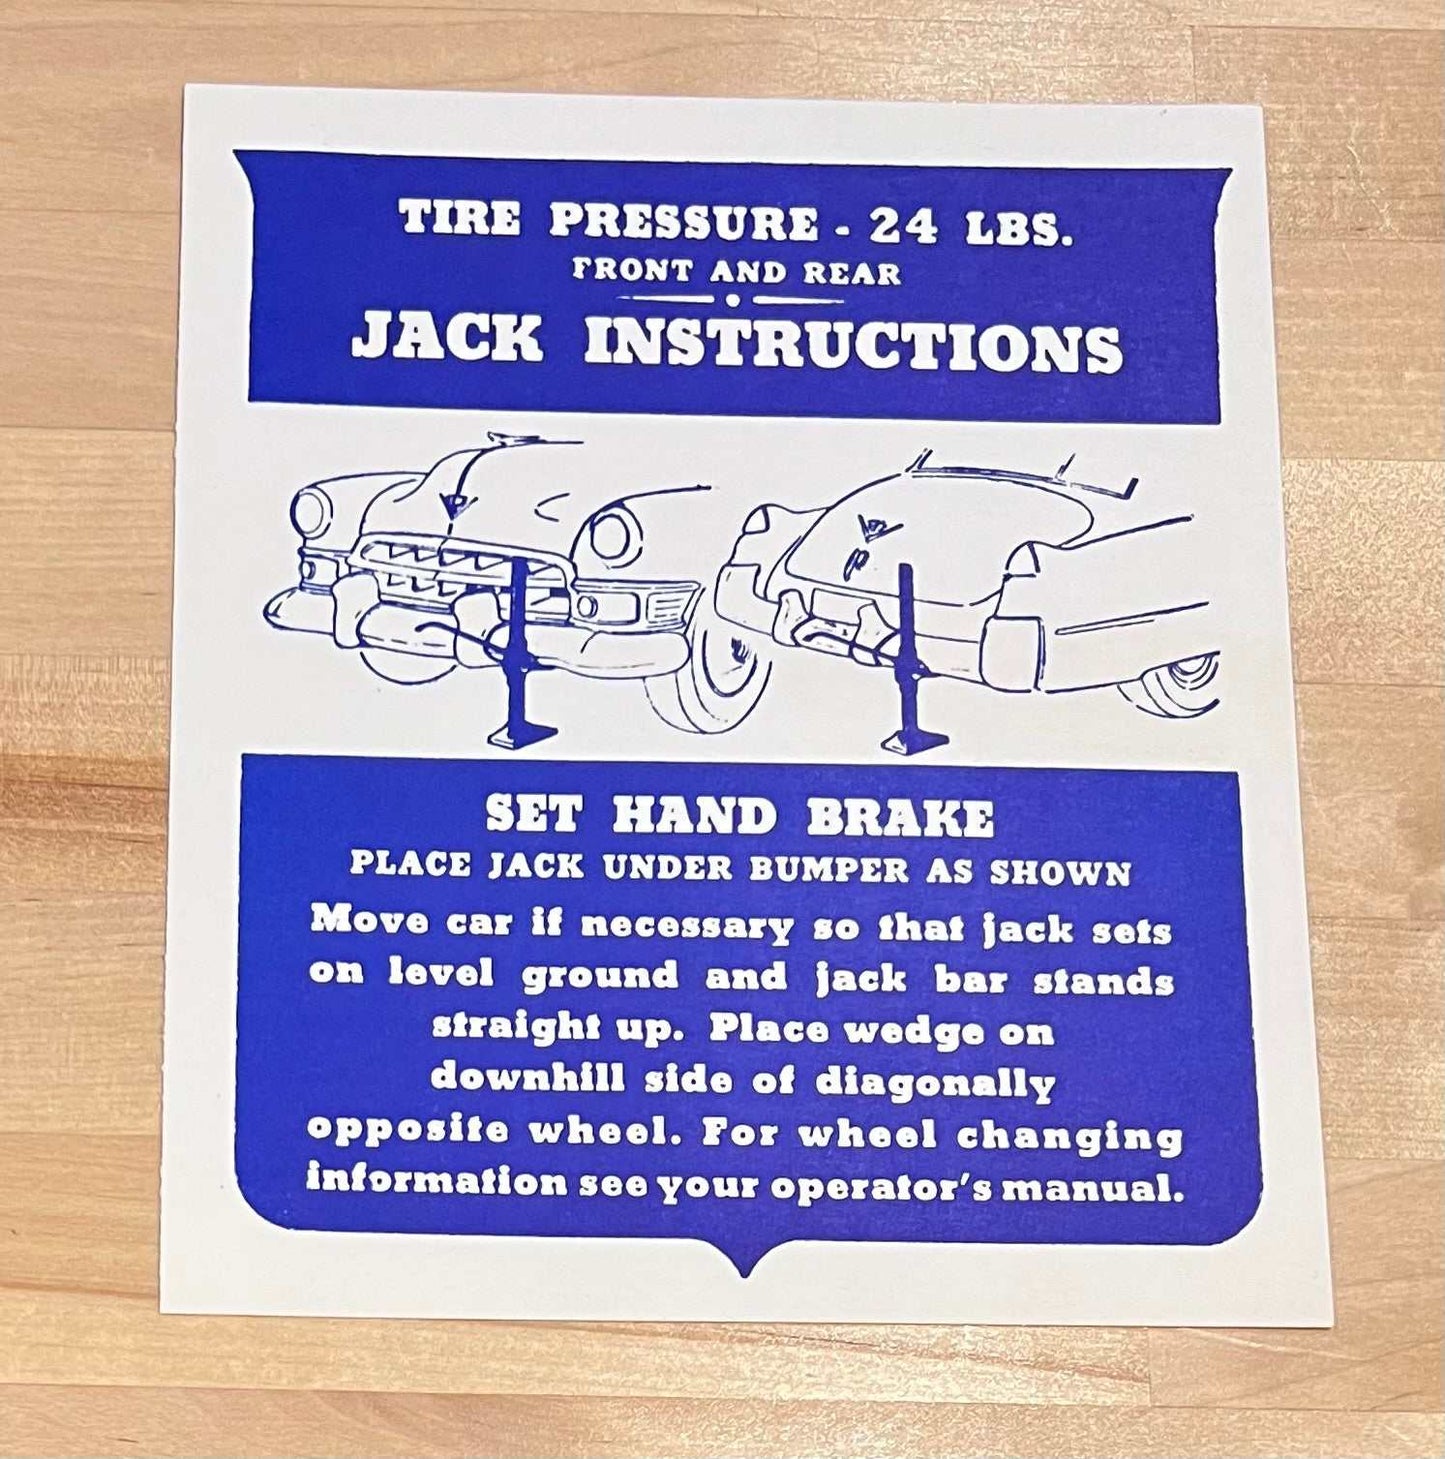 TIRE PRESSURE - 24 LBS.
FRONT AND REAR
JACK INSTRUCTIONS
SET HAND BRAKE
PLACE JACK UNDER BUMPER AS SHOWN
Move car if necessary so that jack sets
on level ground and jack bar stands
straight up. Place wedge on
downhill side of diagonally
opposite wheel. For wheel changing
information see your operator's manual.